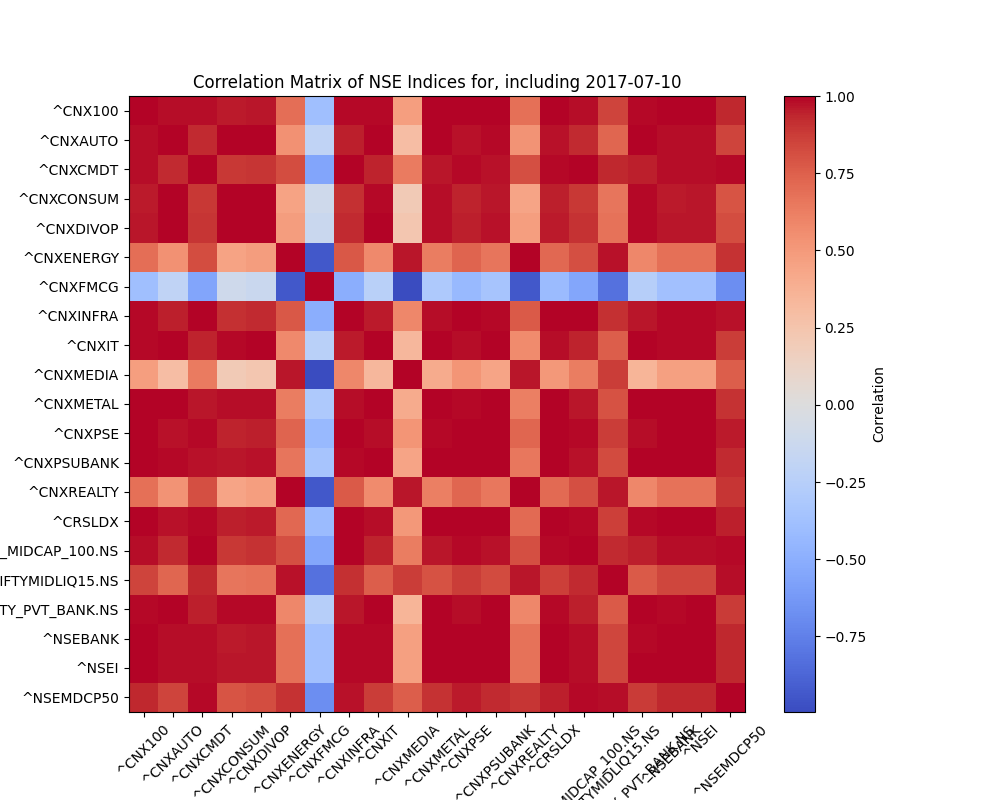 Correlation Matrix of NSE Indices for, including 2017-07-10
^CNX100
^CNXAUTO
^CNXCMDT
^CNXCONSUM
^CNXDIVOP
^CNXENERGY
^CNXFMCG
^CNXINFRA
^CNXIT
^CNXMEDIA
^CNXMETAL
^CNXPSE
^CNXPSUBANK
^CNXREALTY
^CRSLDX
_MIDCAP_100.NS
IFTYMIDLIQ15.NS
TY_PVT_BANK.NS
^NSEBANK
^NSEI
^NSEMDCP50
^CNX100
^CNXAUTO
^CNXCMDT
^CNXCONSUM
^CNXDIVOP
^CNXENERGY
^CNXFMCG
^CNXINFRA
^CNXIT
^CNXMEDIA
^CNXMETAL
^CNXPSE
^CNXPSUBANK
^CNXREALTY
^CRSLDX
MIDCAP_100.NS
TYMIDLIQ15.NS
_PVT_BANK.NS
^NSEBANK
^NSEI
^NSEMDCP50
1.00
0.75
0.50
0.25
0.00
−0.25
−0.50
−0.75
Correlation